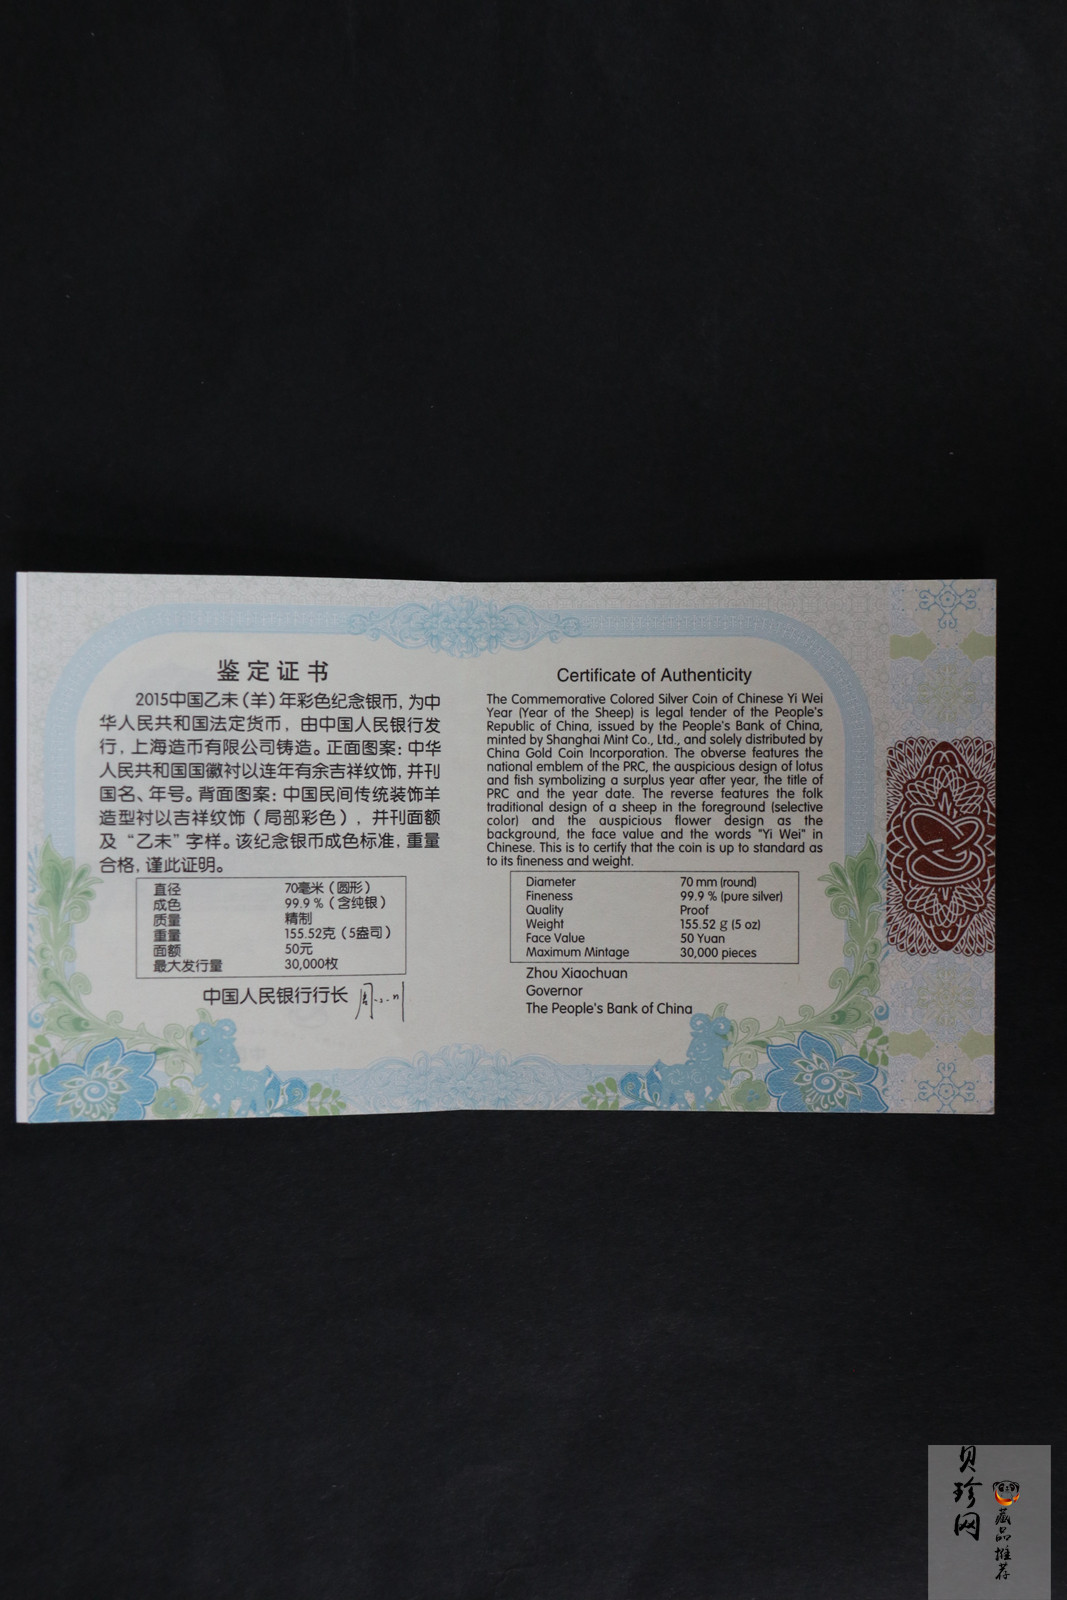 鉴定证书
2015中国乙未（羊）年彩色纪念银币，为中
华人民共和国法定货币，由中国人民银行发
行，上海造币有限公司铸造。正面图案：中华
人民共和国国徽衬以连年有余吉祥纹饰，并刊
国名、年号。背面图案：中国民间传统装饰羊
造型衬以吉祥纹饰（局部彩色），并刊面额
及“乙未”字样。该纪念银币成色标准，重量
合格，谨此证明。
直径 70毫米（圆形）
成色 99.9％（含纯银）
质量 精制
重量 155.52克（5盎司）
面额 50元
最大发行量 30,000枚
中国人民银行行长
Certificate of Authenticity
The Commemorative Colored Silver Coin of Chinese Yi Wei
Year (Year of the Sheep) is legal tender of the People's
Republic of China, issued by the People's Bank of China,
minted by Shanghai Mint Co., Ltd., and solely distributed by
China Gold Coin Incorporation. The obverse features the
national emblem of the PRC, the auspicious design of lotus
and fish symbolizing a surplus year after year, the title of
PRC and the year date. The reverse features the folk
traditional design of a sheep in the foreground (selective
color) and the auspicious flower design as the
background, the face value and the words "Yi Wei" in
Chinese. This is to certify that the coin is up to standard as
to its fineness and weight.
Diameter 70 mm (round)
Fineness 99.9 % (pure silver)
Quality Proof
Weight 155.52 g (5 oz)
Face Value 50 Yuan
Maximum Mintage 30,000 pieces
Zhou Xiaochuan
Governor
The People's Bank of China
贝珍网
藏品推荐